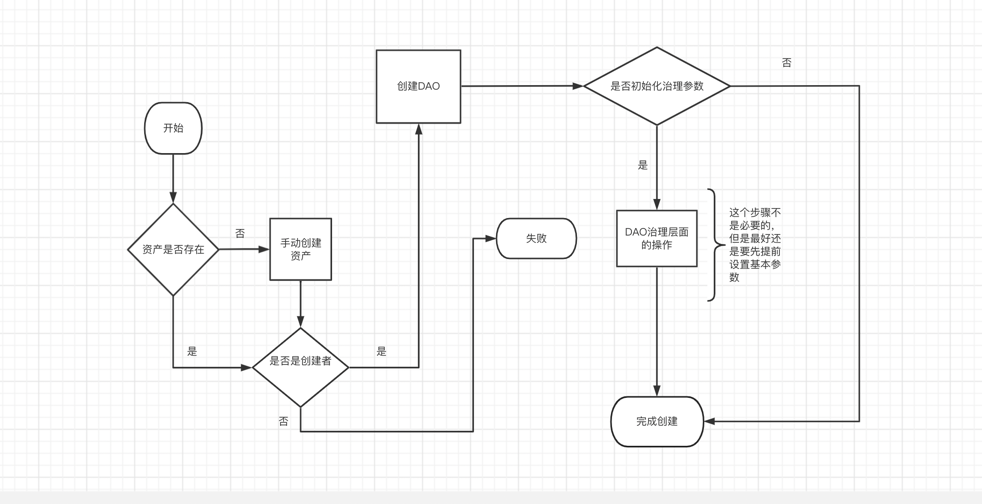 开始
资产是否存在
否
手动创建
资产
是
是否是创建者
是
否
创建DAO
失败
是否初始化治理参数
否
是
DAO治理层面
的操作
这个步骤不
是必要的，
但是最好还
是要先提前
设置基本参
数
完成创建